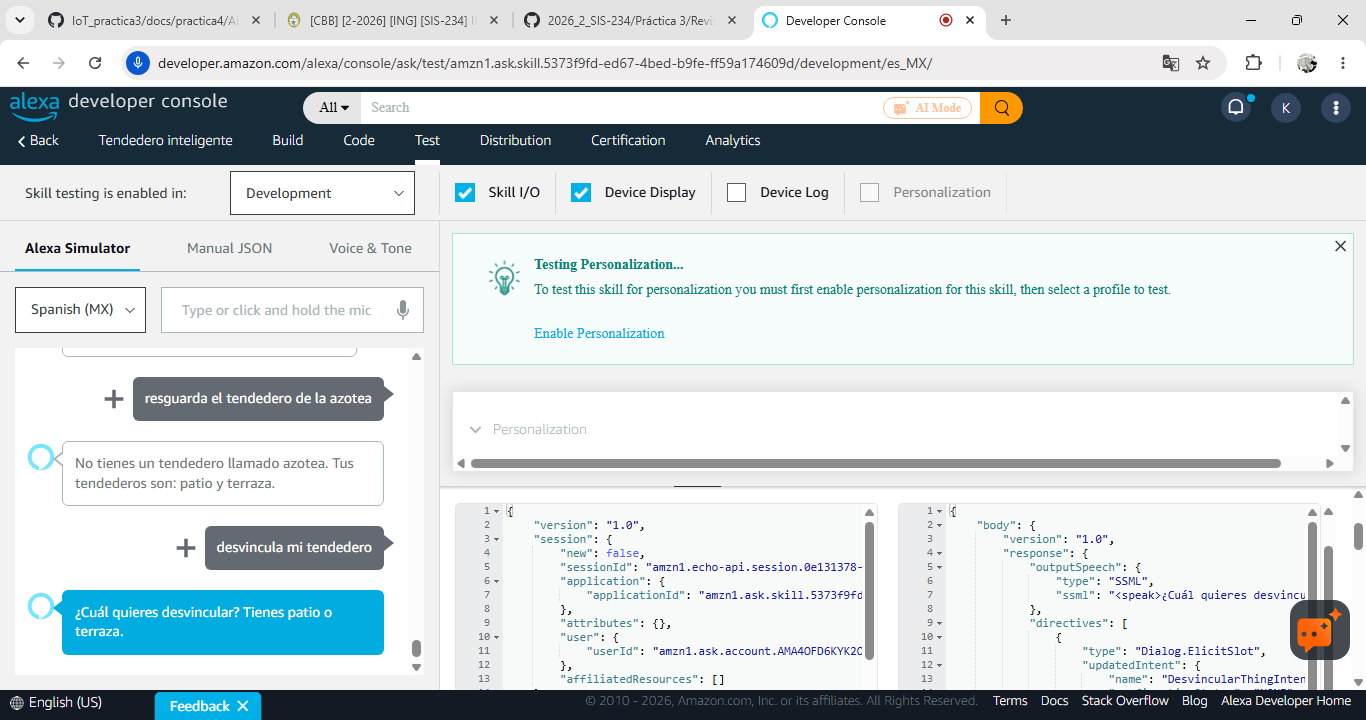 IoT_practica3/docs/practica4/Al
[CBB] [2-2026] [ING] [SIS-234] II
2026_2_SIS-234/Práctica 3/Revis
Developer Console
developer.amazon.com/alexa/console/ask/test/amzn1.ask.skill.5373f9fd-ed67-4bed-b9fe-ff59a174609d/development/es_MX/
alexa developer console
All
Search
AI Mode
K
Back
Tendedero inteligente
Build
Code
Test
Distribution
Certification
Analytics
Skill testing is enabled in:
Development
Skill I/O
Device Display
Device Log
Personalization
Alexa Simulator
Manual JSON
Voice & Tone
Spanish (MX)
Type or click and hold the mic
resguarda el tendedero de la azotea
No tienes un tendedero llamado azotea. Tus
tendederos son: patio y terraza.
desvincula mi tendedero
¿Cuál quieres desvincular? Tienes patio o
terraza.
Testing Personalization...
To test this skill for personalization you must first enable personalization for this skill, then select a profile to test.
Enable Personalization
Personalization
1 {
2 "version": "1.0",
3 "session": {
4 "new": false,
5 "sessionId": "amzn1.echo-api.session.0e131378-
6 "application": {
7 "applicationId": "amzn1.ask.skill.5373f9fd
8 },
9 "attributes": {},
10 "user": {
11 "userId": "amzn1.ask.account.AMA4OFD6KYK2C
12 },
13 "affiliatedResources": []
1 {
2 "body": {
3 "version": "1.0",
4 "response": {
5 "outputSpeech": {
6 "type": "SSML",
7 "ssml": "<speak>¿Cuál quieres desvincu
8 },
9 "directives": [
10 {
11 "type": "Dialog.ElicitSlot",
12 "updatedIntent": {
13 "name": "DesvincularThingInten
English (US)
Feedback
© 2010 - 2026, Amazon.com, Inc. or its affiliates. All Rights Reserved.
Terms
Docs
Stack Overflow
Blog
Alexa Developer Home